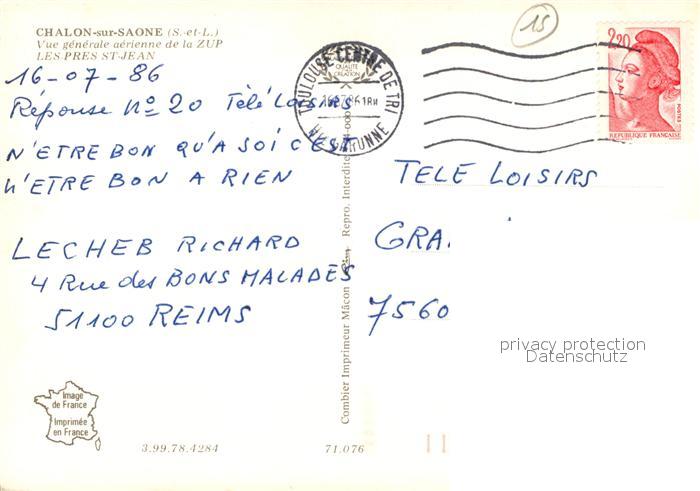 CHALON-sur-SAONE (S.-et-L.)
Vue générale aérienne de la ZUP
LES PRES ST-JEAN
16-07-86
Réponse Nº 20 Télé Loisirs
N'ETRE BON QU'A SOI C'EST
N'ETRE BON A RIEN
LECHEB RICHARD
4 Rue des BONS MALADES
51100 REIMS
Image
de France
Imprimée
en France
3.99.78.4284
71.076
Combier Imprimeur Mâcon
Repro. Interdite
15
TOULOUSE CENTRE DE TRI
GARONNE
QUALITE
CREATION
2,20
POSTES
REPUBLIQUE FRANÇAISE
TELE LOISIRS
GRA.
7560
privacy protection
Datenschutz